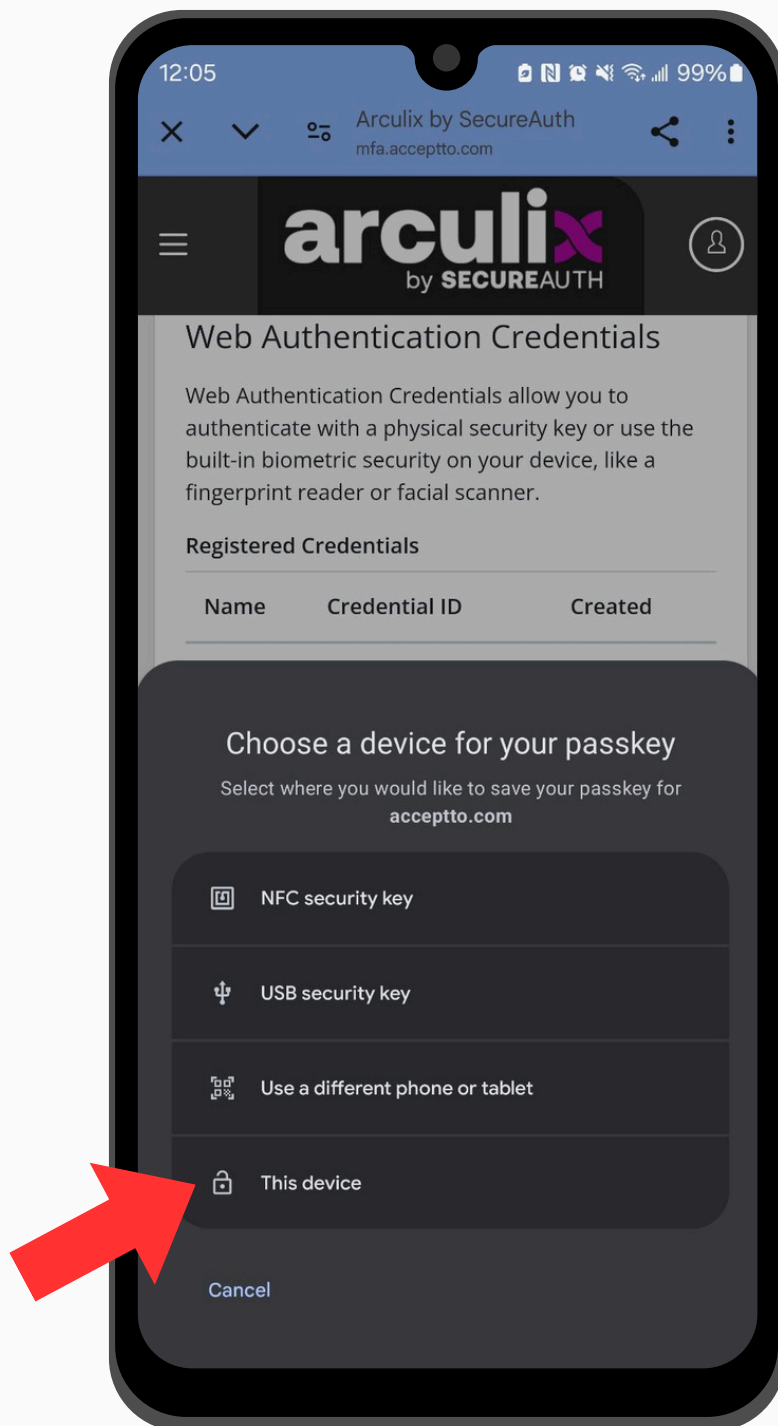 12:05
99%
Arculix by SecureAuth
mfa.acceptto.com
arculix
by SECUREAUTH
Web Authentication Credentials
Web Authentication Credentials allow you to
authenticate with a physical security key or use the
built-in biometric security on your device, like a
fingerprint reader or facial scanner.
Registered Credentials
Name Credential ID Created
Choose a device for your passkey
Select where you would like to save your passkey for
acceptto.com
NFC security key
USB security key
Use a different phone or tablet
This device
Cancel